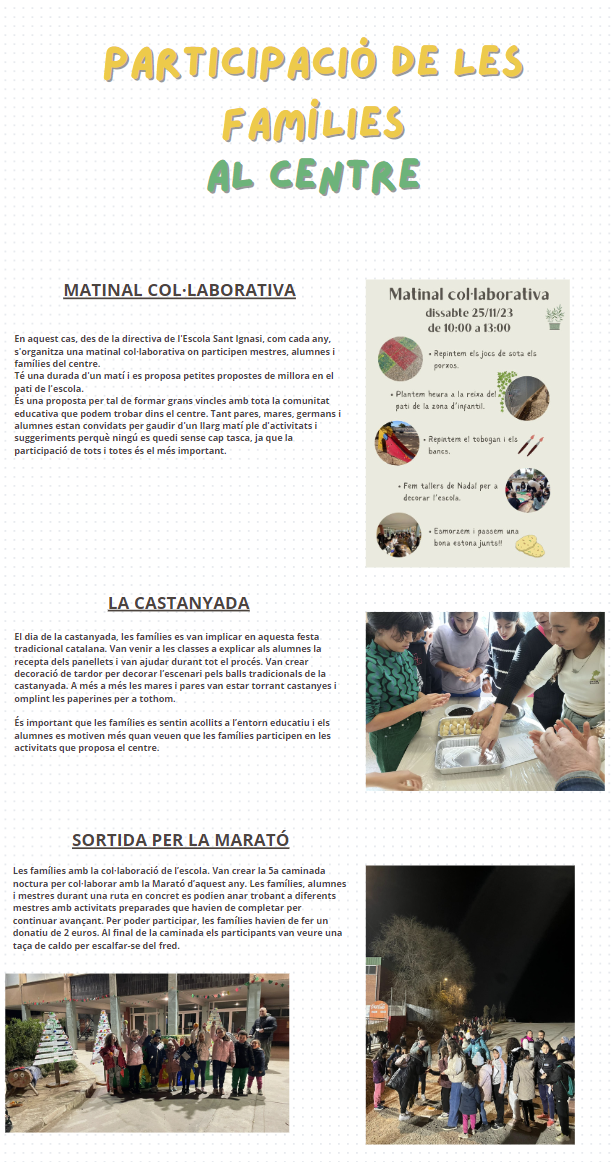 PARTICIPACIÓ DE LES
FAMÍLIES
AL CENTRE
MATINAL COL·LABORATIVA
En aquest cas, des de la directiva de l'Escola Sant Ignasi, com cada any,
s'organitza una matinal col·laborativa on participen mestres, alumnes i
famílies del centre.
Té una durada d'un matí i es proposa petites propostes de millora en el
pati de l'escola.
És una proposta per tal de formar grans vincles amb tota la comunitat
educativa que podem trobar dins el centre. Tant pares, mares, germans i
alumnes estan convidats per gaudir d'un llarg matí ple d'activitats i
suggeriments perquè ningú es quedi sense cap tasca, ja que la
participació de tots i totes és el més important.
Matinal col·laborativa
dissabte 25/11/23
de 10:00 a 13:00
• Repintem els jocs de sota els
porxos.
• Plantem heura a la reixa del
pati de la zona d'infantil.
• Repintem el tobogan i els
bancs.
• Fem tallers de Nadal per a
decorar l'escola.
• Esmorzem i passem una
bona estona junts!!
LA CASTANYADA
El dia de la castanyada, les famílies es van implicar en aquesta festa
tradicional catalana. Van venir a les classes a explicar als alumnes la
recepta dels panellets i van ajudar durant tot el procés. Van crear
decoració de tardor per decorar l'escenari pels balls tradicionals de la
castanyada. A més a més les mares i pares van estar torrant castanyes i
omplint les paperines per a tothom.
És important que les famílies es sentin acollits a l'entorn educatiu i els
alumnes es motiven més quan veuen que les famílies participen en les
activitats que proposa el centre.
SORTIDA PER LA MARATÓ
Les famílies amb la col·laboració de l'escola. Van crear la 5a caminada
noctura per col·laborar amb la Marató d'aquest any. Les famílies, alumnes
i mestres durant una ruta en concret es podien anar trobant a diferents
mestres amb activitats preparades que havien de completar per
continuar avançant. Per poder participar, les famílies havien de fer un
donatiu de 2 euros. Al final de la caminada els participants van veure una
taça de caldo per escalfar-se del fred.